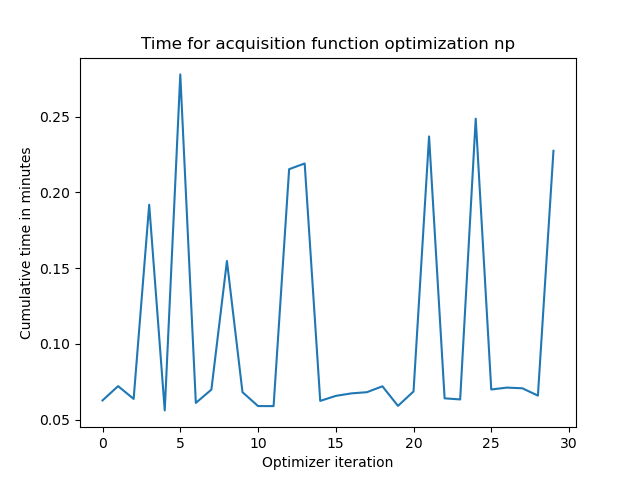 Time for acquisition function optimization np
Cumulative time in minutes
0.25
0.20
0.15
0.10
0.05
0 5 10 15 20 25 30
Optimizer iteration